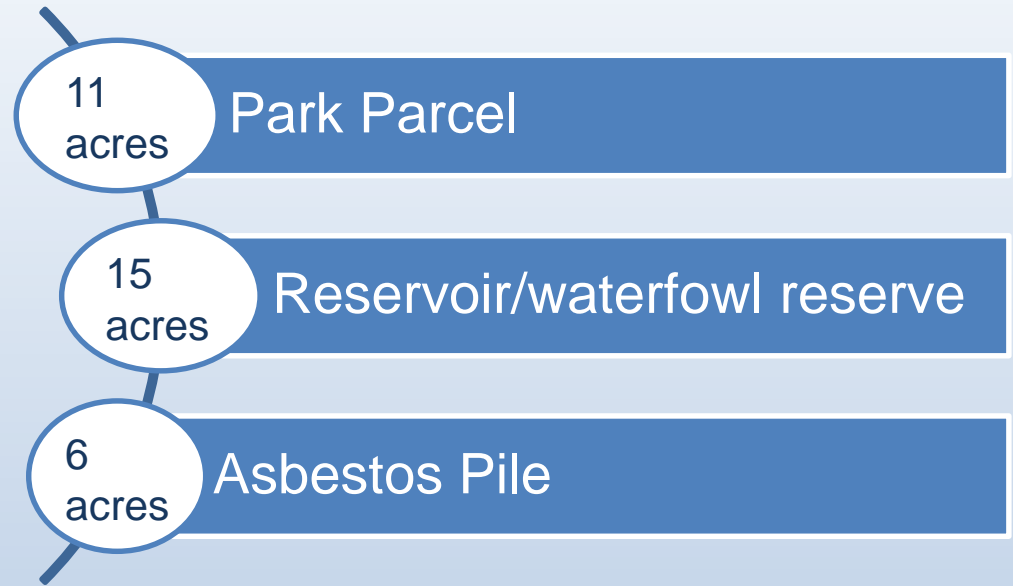 11
acres
Park Parcel
15
acres
Reservoir/waterfowl reserve
6
acres
Asbestos Pile